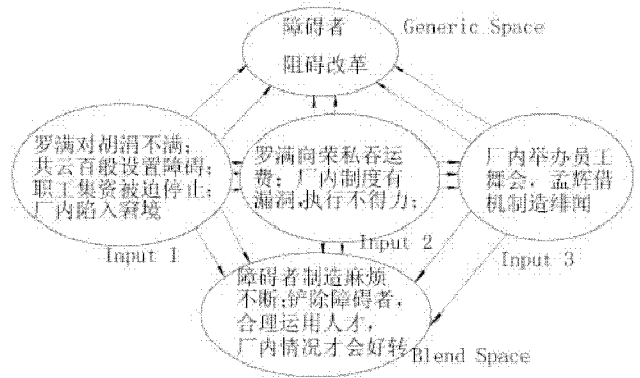 障碍者
Generic Space
阻碍改革
罗满对胡涓不满;
共云百般设置障碍;
职工集资被迫停止;
厂内陷入窘境
Input 1
罗满向荣私吞运
费; 厂内制度有
漏洞,执行不得力;
Input 2
厂内举办员工
舞会, 孟辉借
机制造绯闻
Input 3
障碍者制造麻烦
不断;铲除障碍者,
合理运用人才,
厂内情况才会好转
Blend Space